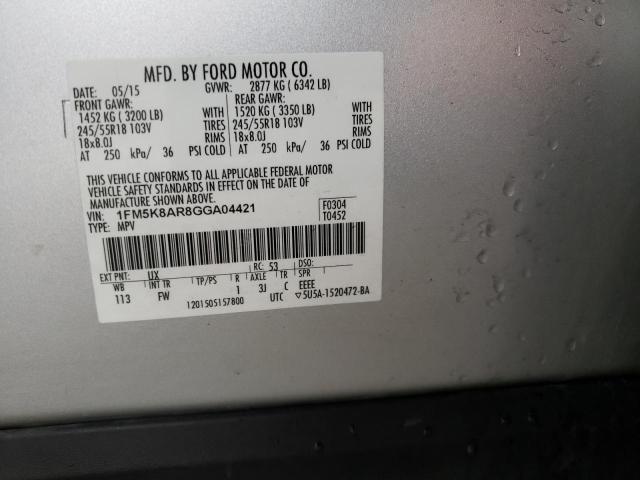 MFD. BY FORD MOTOR CO.
DATE: 05/15 GVWR: 2877 KG ( 6342 LB)
FRONT GAWR: REAR GAWR:
1452 KG ( 3200 LB) WITH 1520 KG ( 3350 LB) WITH
245/55R18 103V TIRES 245/55R18 103V TIRES
18x8.0J RIMS 18x8.0J RIMS
AT 250 kPa/ 36 PSI COLD AT 250 kPa/ 36 PSI COLD
THIS VEHICLE CONFORMS TO ALL APPLICABLE FEDERAL MOTOR
VEHICLE SAFETY STANDARDS IN EFFECT ON THE DATE OF
MANUFACTURE SHOWN ABOVE.
VIN: 1FM5K8AR8GGA04421 F0304
TYPE: MPV T0452
EXT PNT: UX RC: 53 DSO:
WB INT TR TP/PS R AXLE TR SPR
113 FW 1 3J C EEEE
1201505157800 UTC ▽5U5A-1520472-BA